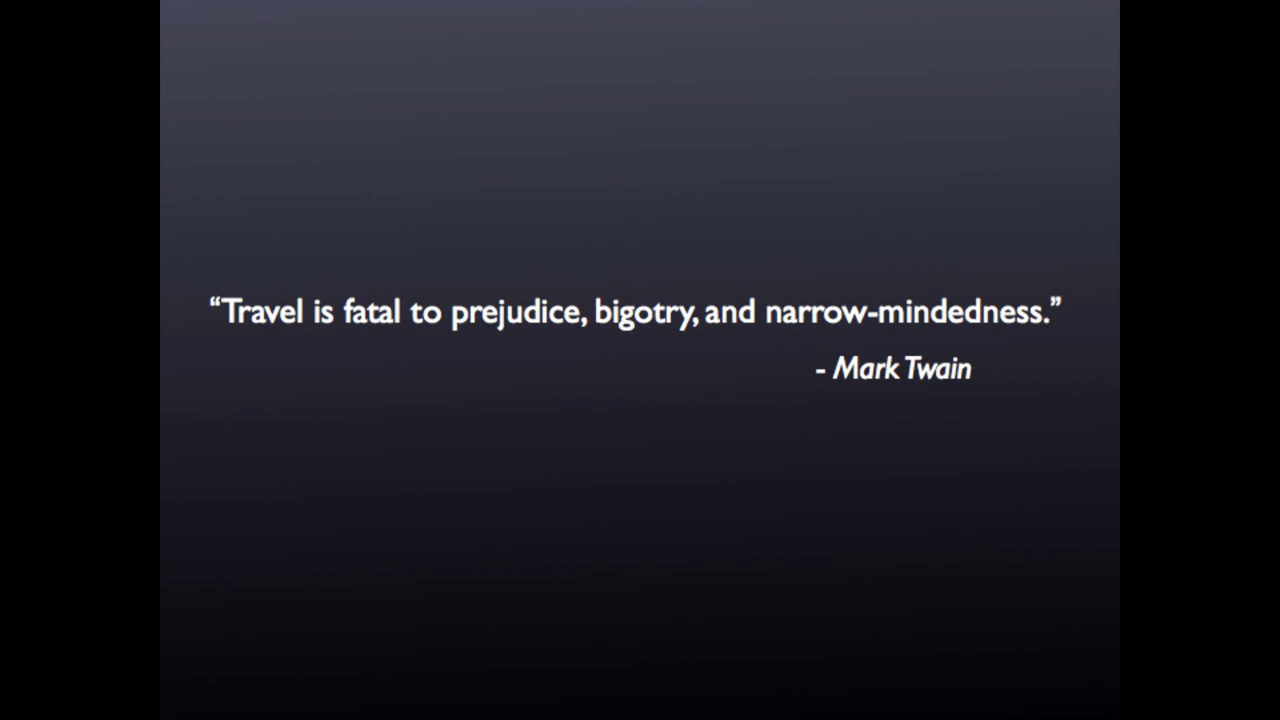 “Travel is fatal to prejudice, bigotry, and narrow-mindedness.”
- Mark Twain